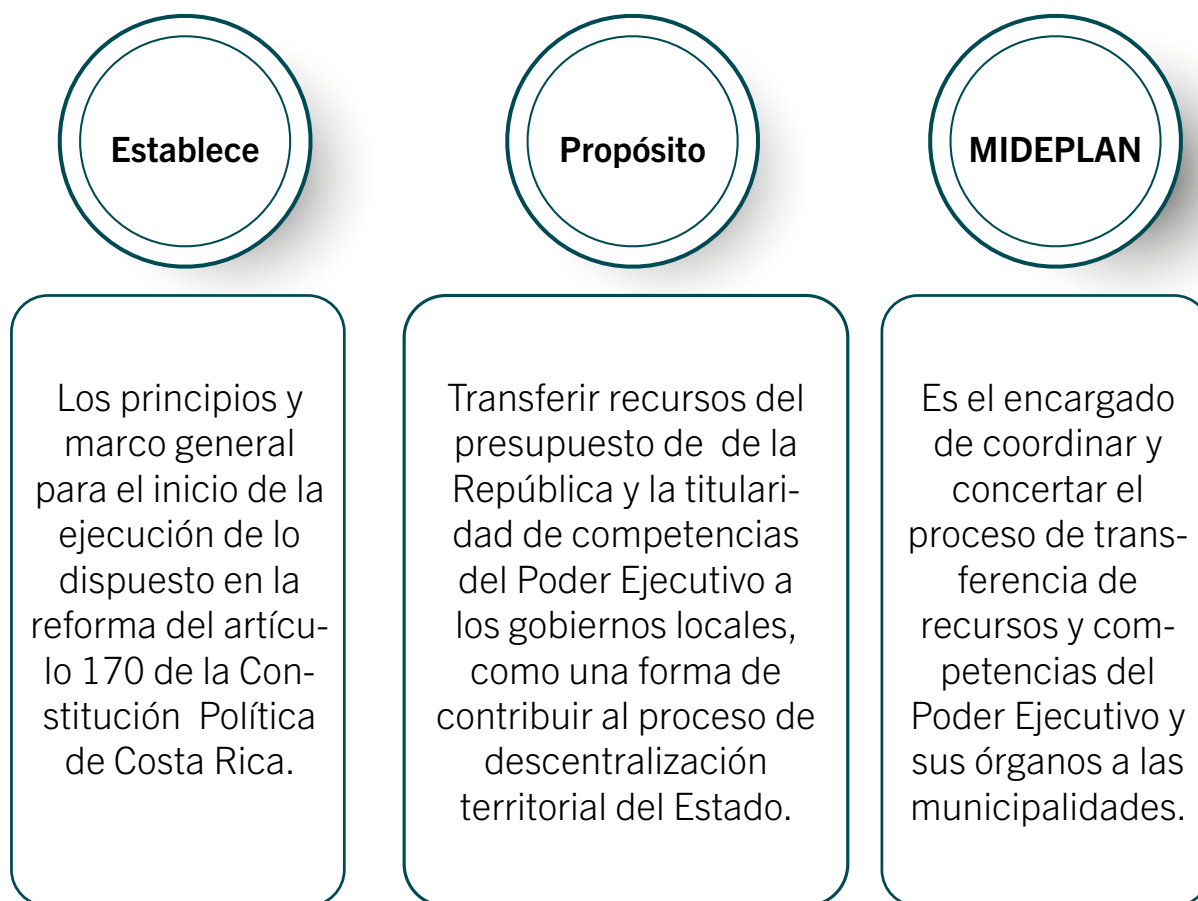 Establece
Los principios y
marco general
para el inicio de la
ejecución de lo
dispuesto en la
reforma del artícu-
lo 170 de la Con-
stitución  Política
de Costa Rica.
Propósito
Transferir recursos del
presupuesto de  de la
República y la titulari-
dad de competencias
del Poder Ejecutivo a
los gobiernos locales,
como una forma de
contribuir al proceso de
descentralización
territorial del Estado.
MIDEPLAN
Es el encargado
de coordinar y
concertar el
proceso de trans-
ferencia de
recursos y com-
petencias del
Poder Ejecutivo y
sus órganos a las
municipalidades.